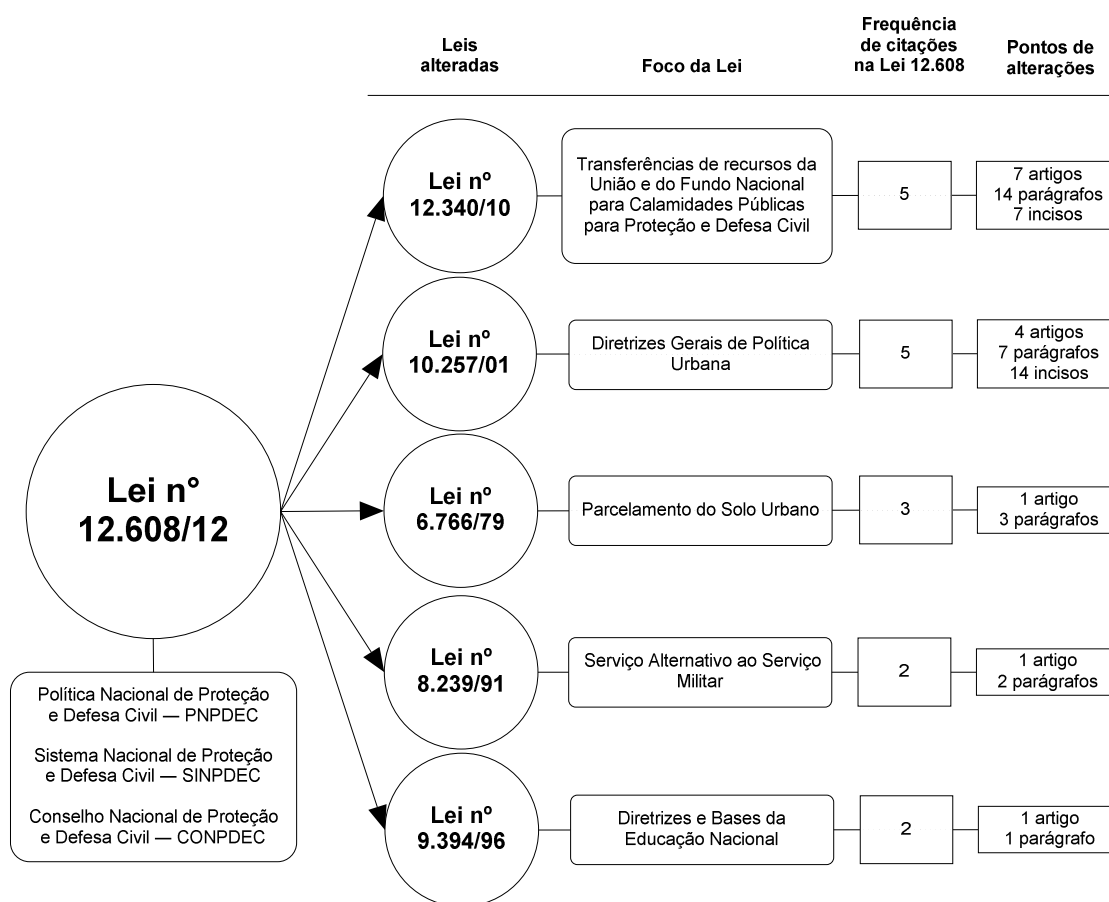 Leis
alteradas
Foco da Lei
Frequência
de citações
na Lei 12.608
Pontos de
alterações
Lei nº
12.340/10
Transferências de recursos da
União e do Fundo Nacional
para Calamidades Públicas
para Proteção e Defesa Civil
5
7 artigos
14 parágrafos
7 incisos
Lei nº
10.257/01
Diretrizes Gerais de Política
Urbana
5
4 artigos
7 parágrafos
14 incisos
Lei n°
12.608/12
Lei nº
6.766/79
Parcelamento do Solo Urbano
3
1 artigo
3 parágrafos
Lei nº
8.239/91
Serviço Alternativo ao Serviço
Militar
2
1 artigo
2 parágrafos
Política Nacional de Proteção
e Defesa Civil — PNPDEC
Sistema Nacional de Proteção
e Defesa Civil — SINPDEC
Conselho Nacional de Proteção
e Defesa Civil — CONPDEC
Lei nº
9.394/96
Diretrizes e Bases da
Educação Nacional
2
1 artigo
1 parágrafo